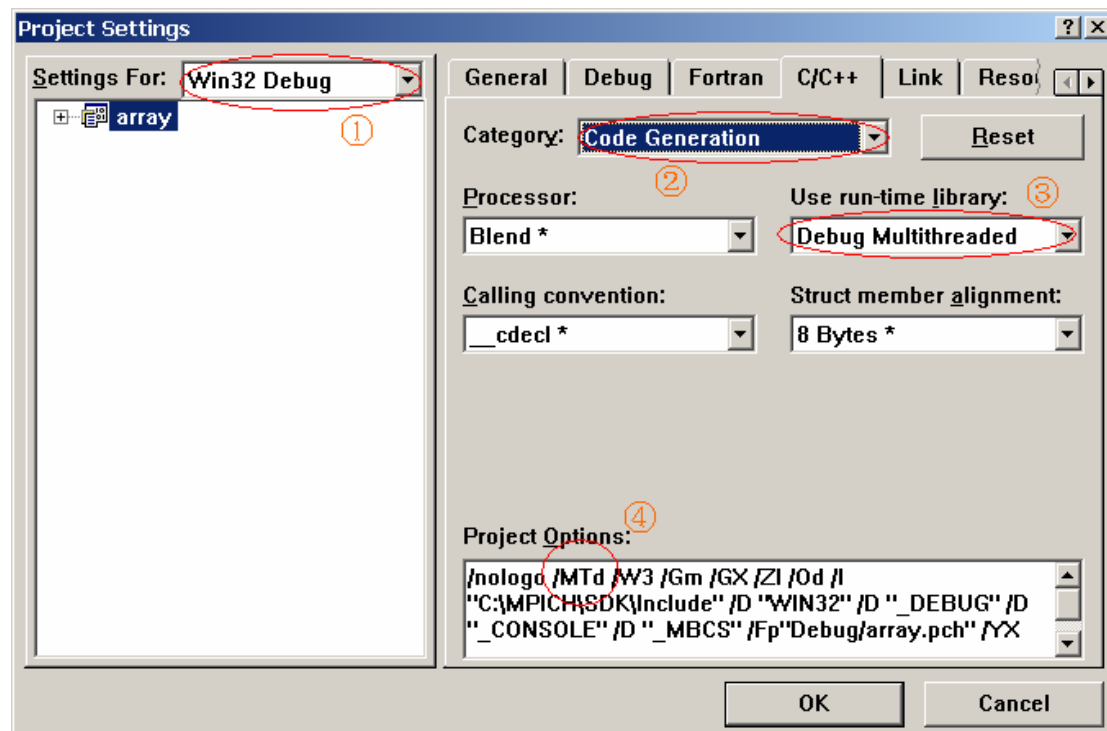 Project Settings
Settings For: Win32 Debug
①
array
General Debug Fortran C/C++ Link
Category: Code Generation Reset
②
Processor: Use run-time library: ③
Blend * Debug Multithreaded
Calling convention: Struct member alignment:
__cdecl * 8 Bytes *
④
Project Options:
/nologo /MTd /W3 /Gm /GX /ZI /Od /I
"C:\MPICH\SDK\Include" /D "WIN32" /D "_DEBUG" /D
"_CONSOLE" /D "_MBCS" /Fp"Debug/array.pch" /YX
OK Cancel